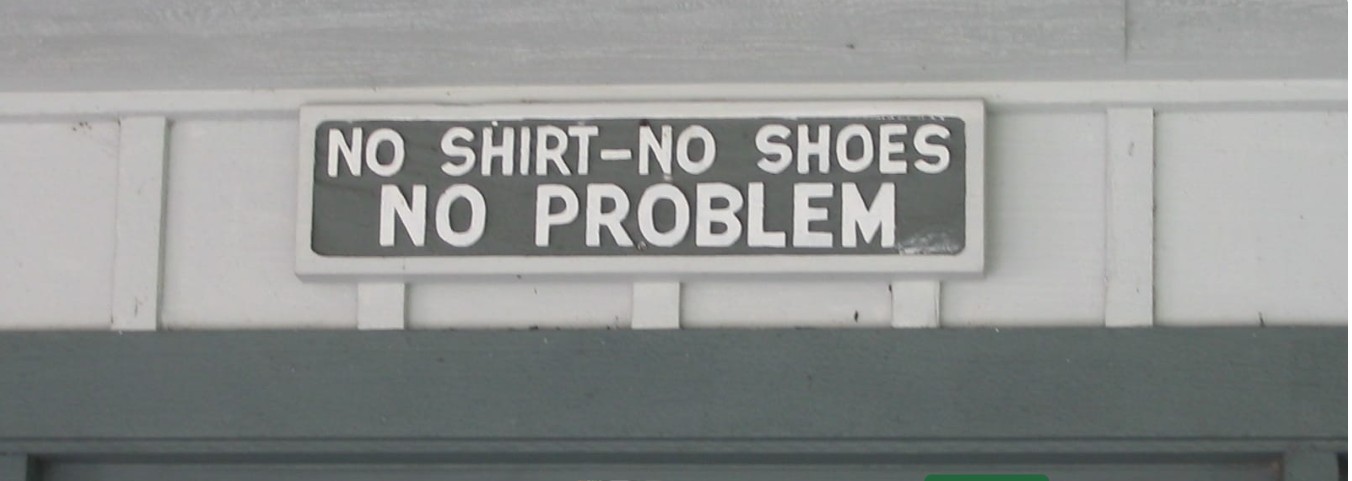 NO SHIRT-NO SHOES
NO PROBLEM